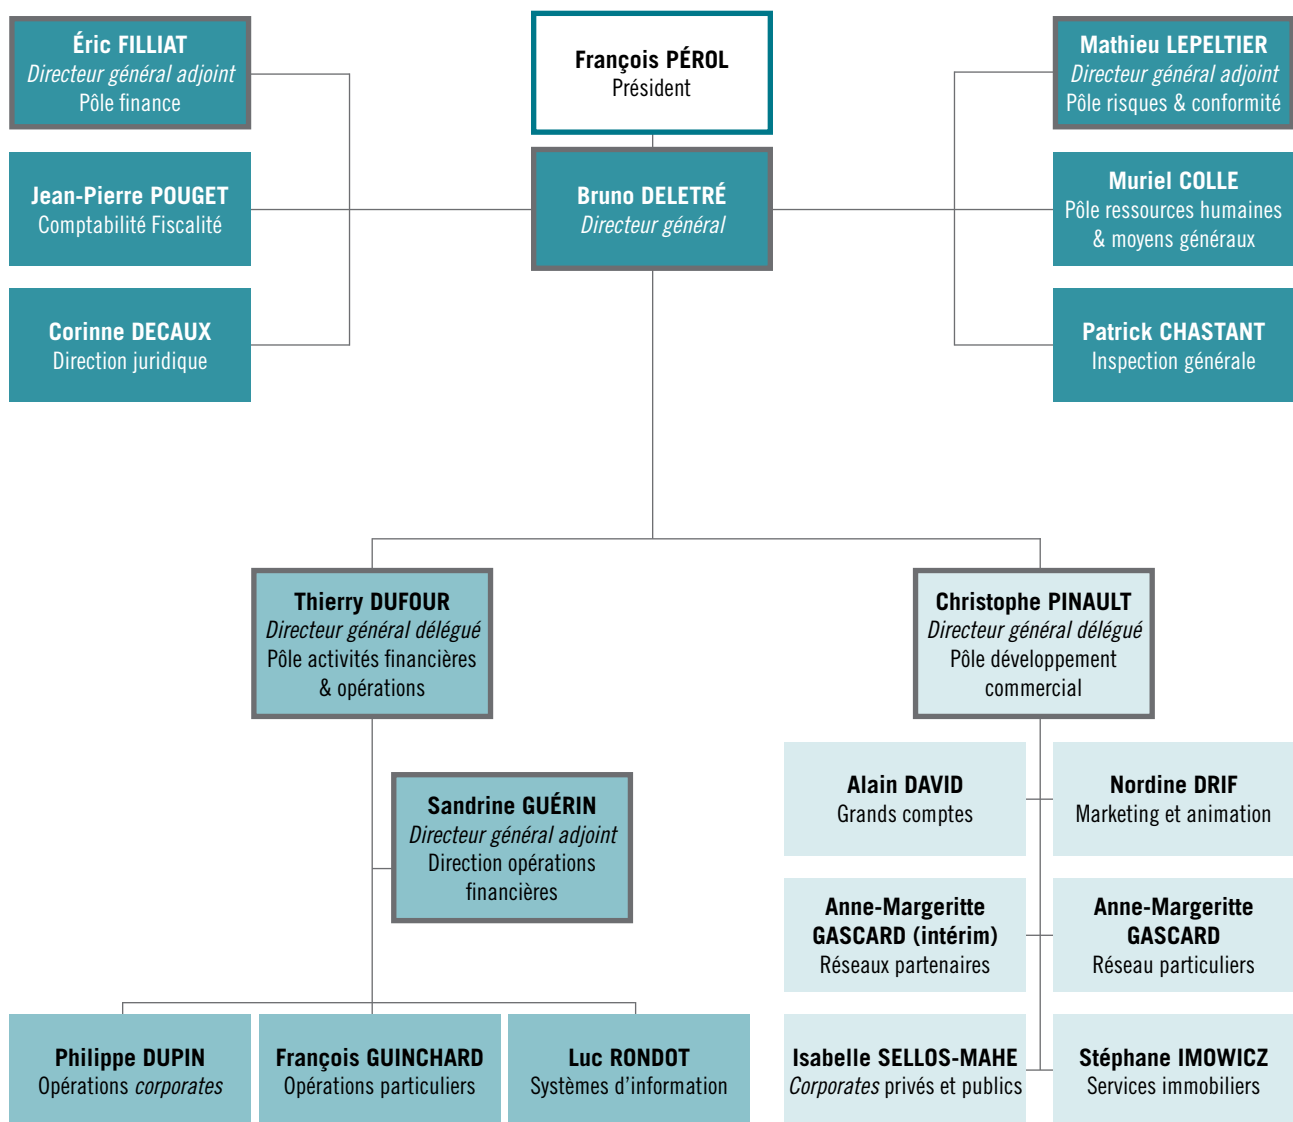 Éric FILLIAT
Directeur général adjoint
Pôle finance
François PÉROL
Président
Mathieu LEPELTIER
Directeur général adjoint
Pôle risques & conformité
Jean-Pierre POUGET
Comptabilité Fiscalité
Bruno DELETRÉ
Directeur général
Muriel COLLE
Pôle ressources humaines
& moyens généraux
Corinne DECAUX
Direction juridique
Patrick CHASTANT
Inspection générale
Thierry DUFOUR
Directeur général délégué
Pôle activités financières
& opérations
Christophe PINAULT
Directeur général délégué
Pôle développement
commercial
Sandrine GUÉRIN
Directeur général adjoint
Direction opérations
financières
Alain DAVID
Grands comptes
Nordine DRIF
Marketing et animation
Anne-Margeritte
GASCARD (intérim)
Réseaux partenaires
Anne-Margeritte
GASCARD
Réseau particuliers
Philippe DUPIN
Opérations corporates
François GUINCHARD
Opérations particuliers
Luc RONDOT
Systèmes d'information
Isabelle SELLOS-MAHE
Corporates privés et publics
Stéphane IMOWICZ
Services immobiliers